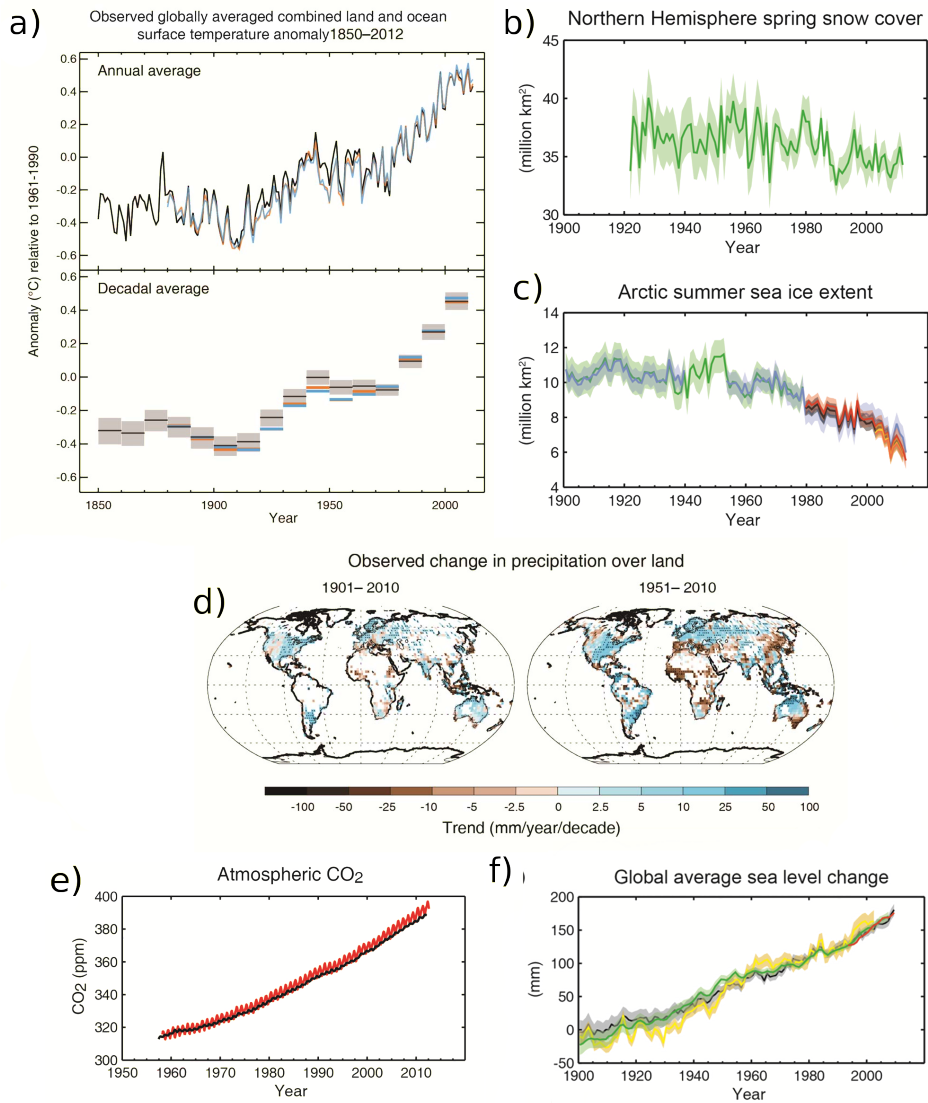 a)
Observed globally averaged combined land and ocean
surface temperature anomaly1850–2012
Annual average
0.6
0.4
0.2
0.0
-0.2
-0.4
-0.6
Anomaly (°C) relative to 1961-1990
Decadal average
0.6
0.4
0.2
0.0
-0.2
-0.4
-0.6
1850
1900
1950
2000
Year
b)
Northern Hemisphere spring snow cover
45
40
35
30
(million km²)
1900
1920
1940
1960
1980
2000
Year
c)
Arctic summer sea ice extent
14
12
10
8
6
4
(million km²)
1900
1920
1940
1960
1980
2000
Year
Observed change in precipitation over land
d)
1901– 2010
1951– 2010
-100 -50 -25 -10 -5 -2.5 0 2.5 5 10 25 50 100
Trend (mm/year/decade)
e)
Atmospheric CO2
400
380
360
340
320
300
CO2 (ppm)
1950 1960 1970 1980 1990 2000 2010
Year
f)
Global average sea level change
200
150
100
50
0
-50
(mm)
1900
1920
1940
1960
1980
2000
Year